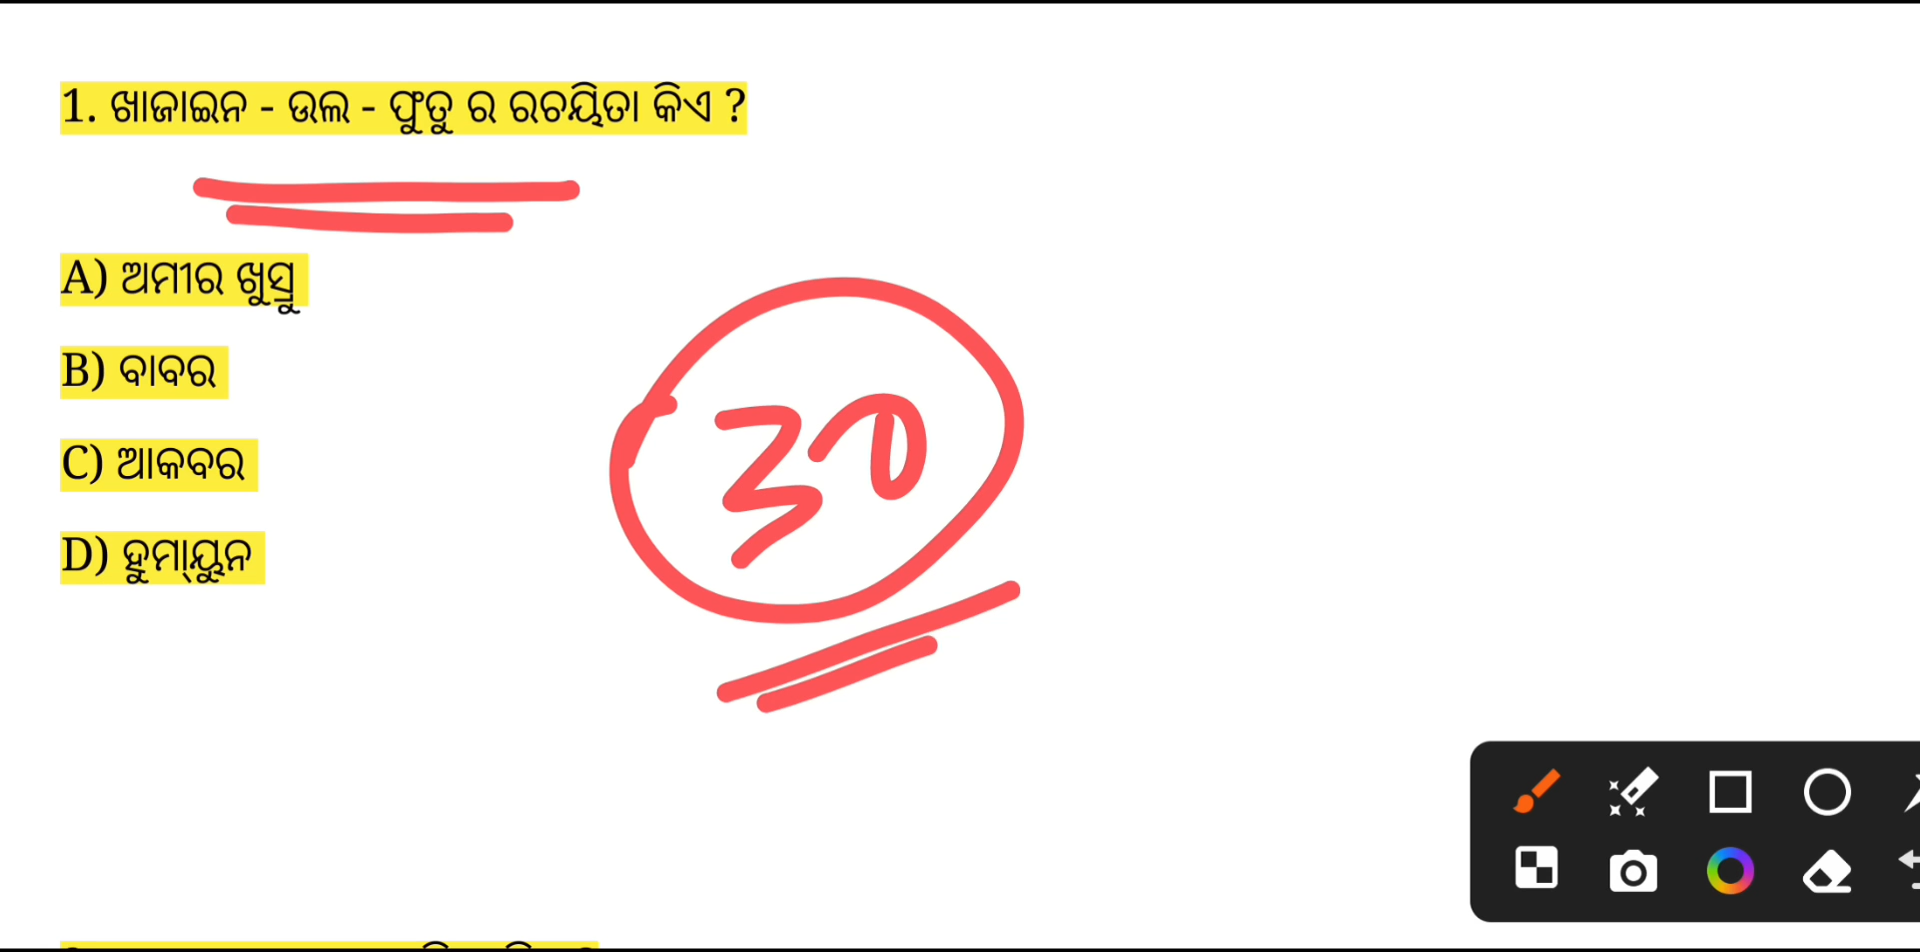 1. ଖାଜାଇନ - ଉଲ - ଫୁତୁ ର ରଚୟିତା କିଏ ?
A) ଅମୀର ଖୁସ୍ରୁ
B) ବାବର
C) ଆକବର
D) ହୁମା୍ୟୁନ